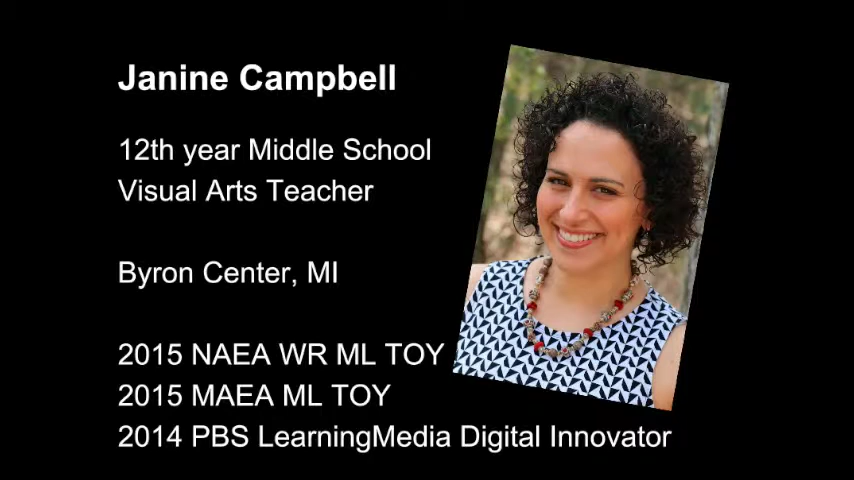 Janine Campbell
12th year Middle School
Visual Arts Teacher
Byron Center, MI
2015 NAEA WR ML TOY
2015 MAEA ML TOY
2014 PBS LearningMedia Digital Innovator